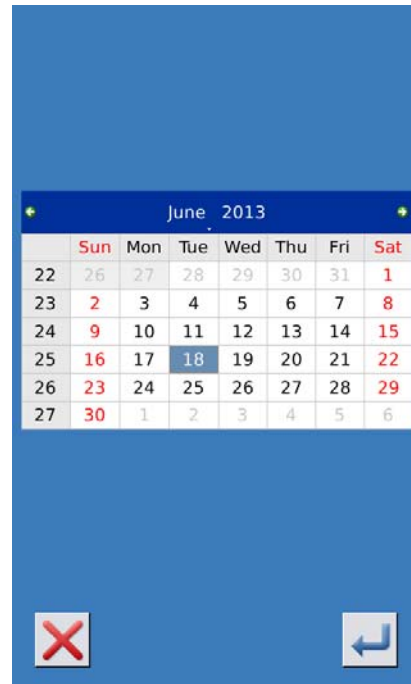 June 2013
Sun Mon Tue Wed Thu Fri Sat
22 26 27 28 29 30 31 1
23 2 3 4 5 6 7 8
24 9 10 11 12 13 14 15
25 16 17 18 19 20 21 22
26 23 24 25 26 27 28 29
27 30 1 2 3 4 5 6